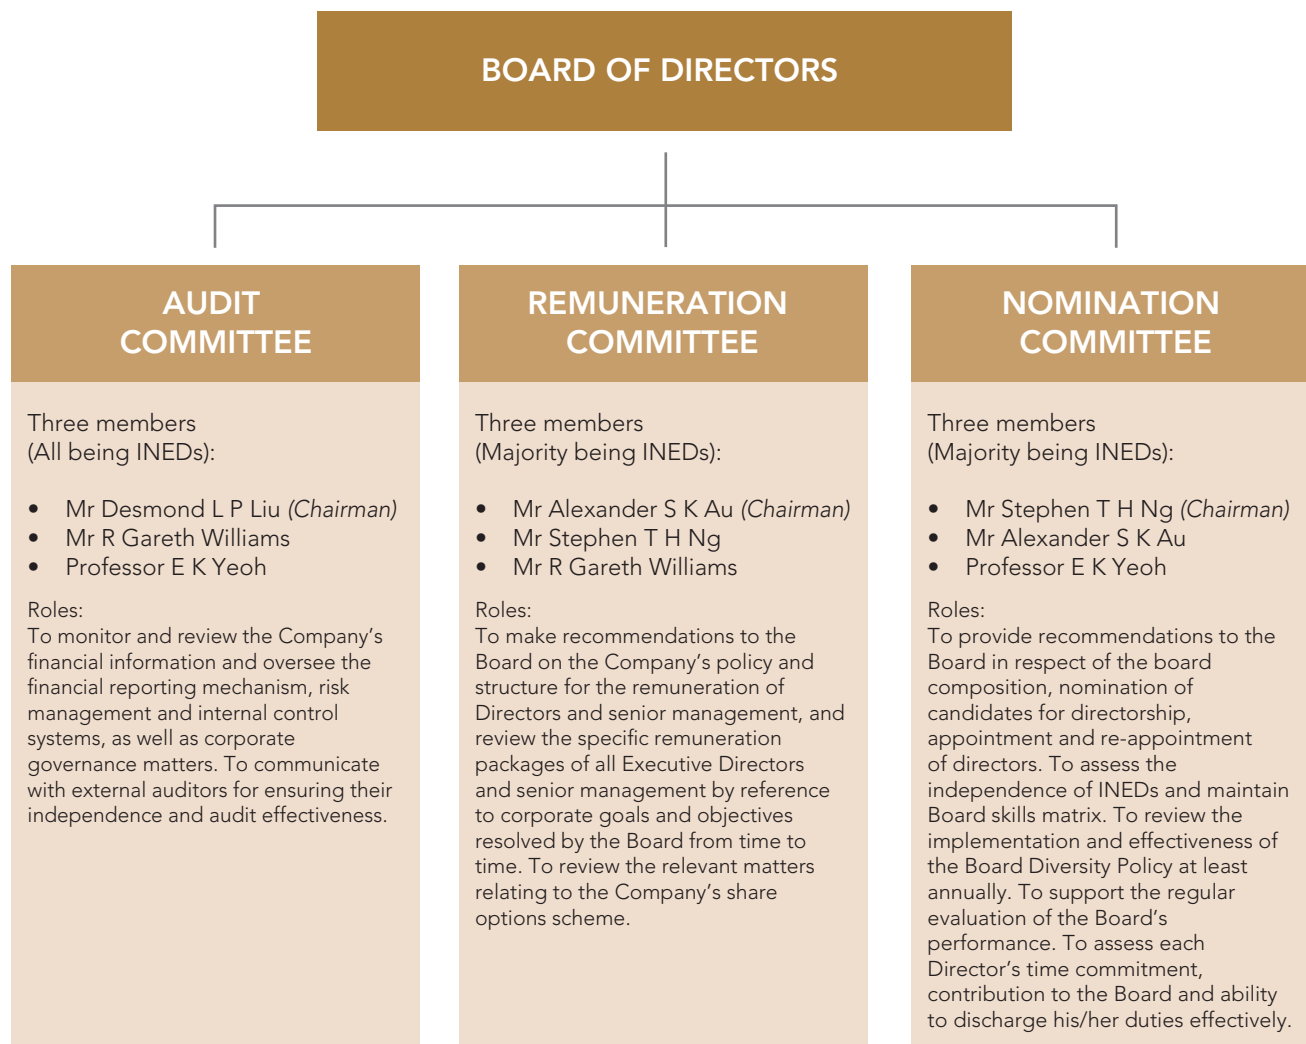 BOARD OF DIRECTORS
AUDIT
COMMITTEE
Three members
(All being INEDs):
• Mr Desmond L P Liu (Chairman)
• Mr R Gareth Williams
• Professor E K Yeoh
Roles:
To monitor and review the Company’s
financial information and oversee the
financial reporting mechanism, risk
management and internal control
systems, as well as corporate
governance matters. To communicate
with external auditors for ensuring their
independence and audit effectiveness.
REMUNERATION
COMMITTEE
Three members
(Majority being INEDs):
• Mr Alexander S K Au (Chairman)
• Mr Stephen T H Ng
• Mr R Gareth Williams
Roles:
To make recommendations to the
Board on the Company’s policy and
structure for the remuneration of
Directors and senior management, and
review the specific remuneration
packages of all Executive Directors
and senior management by reference
to corporate goals and objectives
resolved by the Board from time to
time. To review the relevant matters
relating to the Company’s share
options scheme.
NOMINATION
COMMITTEE
Three members
(Majority being INEDs):
• Mr Stephen T H Ng (Chairman)
• Mr Alexander S K Au
• Professor E K Yeoh
Roles:
To provide recommendations to the
Board in respect of the board
composition, nomination of
candidates for directorship,
appointment and re-appointment
of directors. To assess the
independence of INEDs and maintain
Board skills matrix. To review the
implementation and effectiveness of
the Board Diversity Policy at least
annually. To support the regular
evaluation of the Board’s
performance. To assess each
Director’s time commitment,
contribution to the Board and ability
to discharge his/her duties effectively.